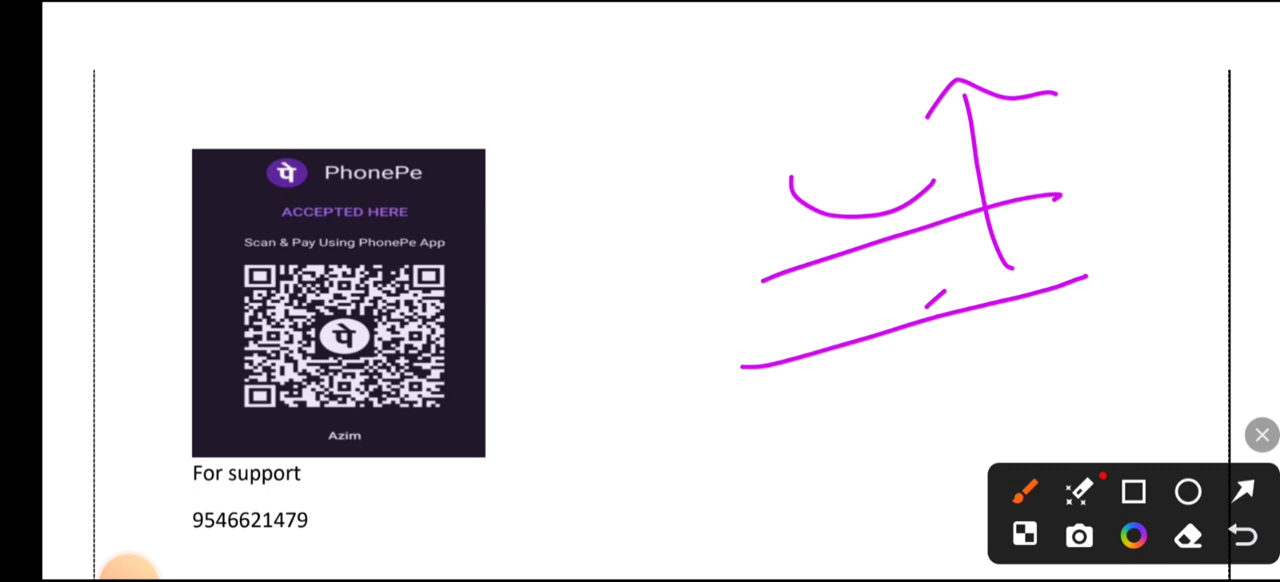 पे PhonePe
ACCEPTED HERE
Scan & Pay Using PhonePe App
पे
Azim
For support
9546621479